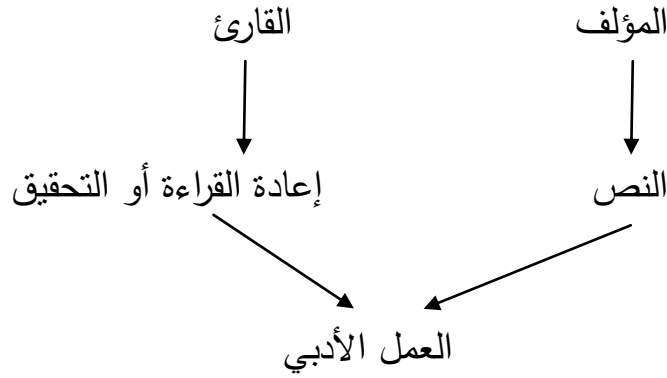 المؤلف القارئ
النص إعادة القراءة أو التحقيق
العمل الأدبي